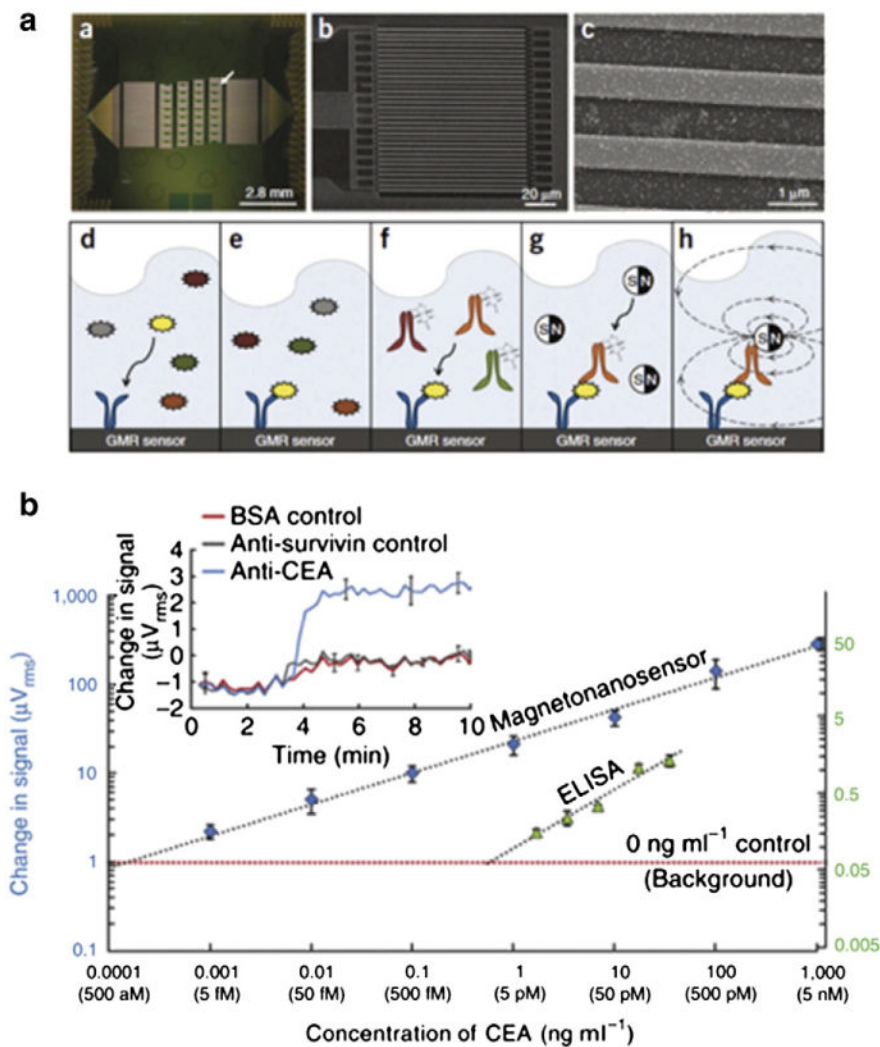 a
a
b
c
2.8 mm
20 μm
1 μm
d
e
f
g
h
S N
S N
S N
S N
GMR sensor
GMR sensor
GMR sensor
GMR sensor
GMR sensor
b
BSA control
Anti-survivin control
Anti-CEA
Change in signal
(μVrms)
4
3
2
1
0
−1
−2
0
2
4
6
8
10
Time (min)
Change in signal (μVrms)
1,000
100
10
1
0.1
Magnetonanosensor
ELISA
0 ng ml⁻¹ control
(Background)
50
5
0.5
0.05
0.005
0.0001 0.001 0.01 0.1 1 10 100 1,000
(500 aM) (5 fM) (50 fM) (500 fM) (5 pM) (50 pM) (500 pM) (5 nM)
Concentration of CEA (ng ml⁻¹)